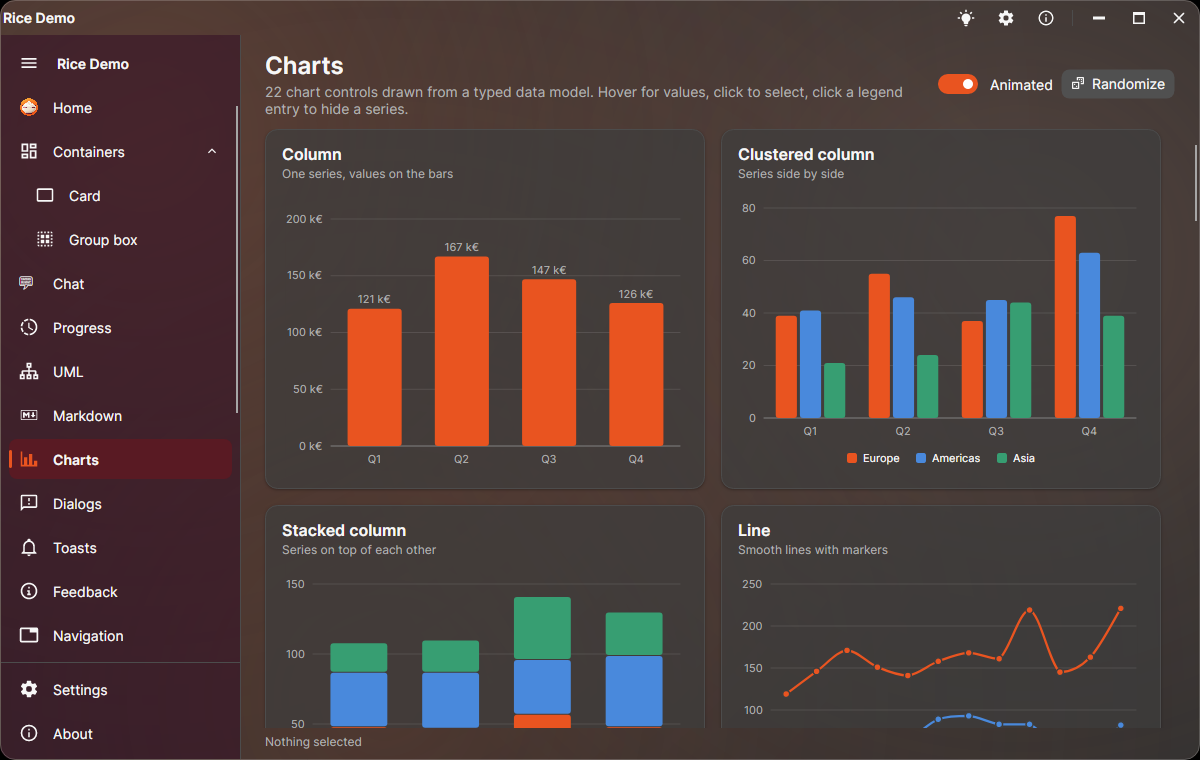 Rice Demo
Rice Demo
Home
Containers
Card
Group box
Chat
Progress
UML
Markdown
Charts
Dialogs
Toasts
Feedback
Navigation
Settings
About
Charts
22 chart controls drawn from a typed data model. Hover for values, click to select, click a legend
entry to hide a series.
Animated
Randomize
Column
One series, values on the bars
200 k€
150 k€
100 k€
50 k€
0 k€
121 k€
167 k€
147 k€
126 k€
Q1 Q2 Q3 Q4
Clustered column
Series side by side
80
60
40
20
0
Q1 Q2 Q3 Q4
Europe Americas Asia
Stacked column
Series on top of each other
150
100
50
Line
Smooth lines with markers
250
200
150
100
Nothing selected